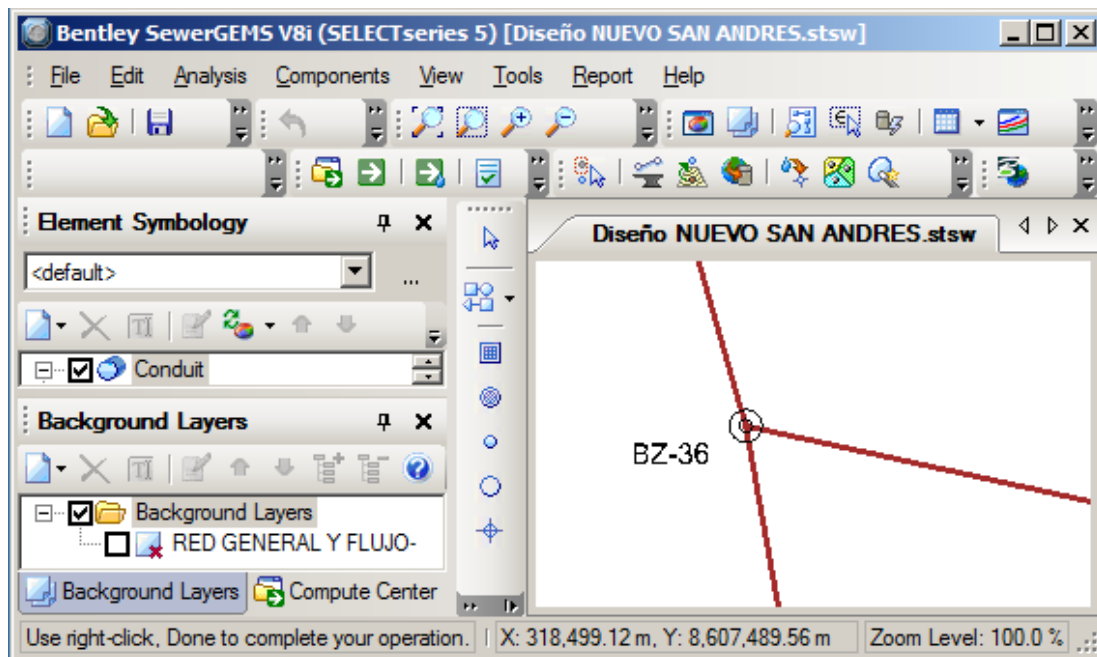 Bentley SewerGEMS V8i (SELECTseries 5) [Diseño NUEVO SAN ANDRES.stsw]
File Edit Analysis Components View Tools Report Help
Element Symbology
<default>
...
Conduit
Background Layers
Background Layers
RED GENERAL Y FLUJO-
Background Layers Compute Center
Diseño NUEVO SAN ANDRES.stsw
BZ-36
Use right-click, Done to complete your operation. X: 318,499.12 m, Y: 8,607,489.56 m Zoom Level: 100.0 %